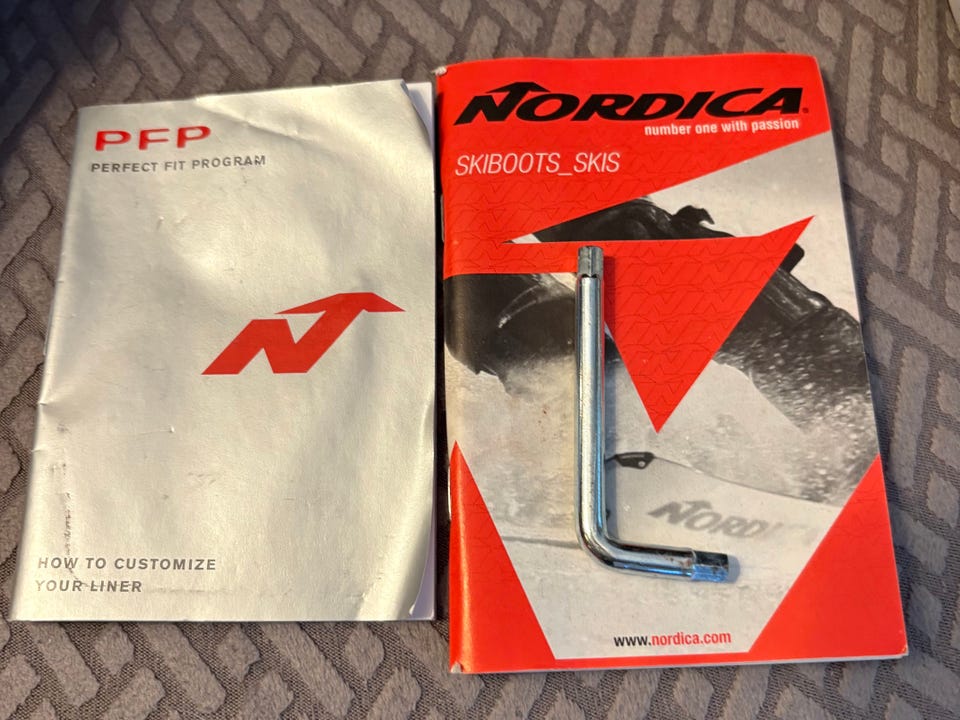 PFP
PERFECT FIT PROGRAM
HOW TO CUSTOMIZE
YOUR LINER
NORDICA
number one with passion
SKIBOOTS_SKIS
NORDIC
www.nordica.com